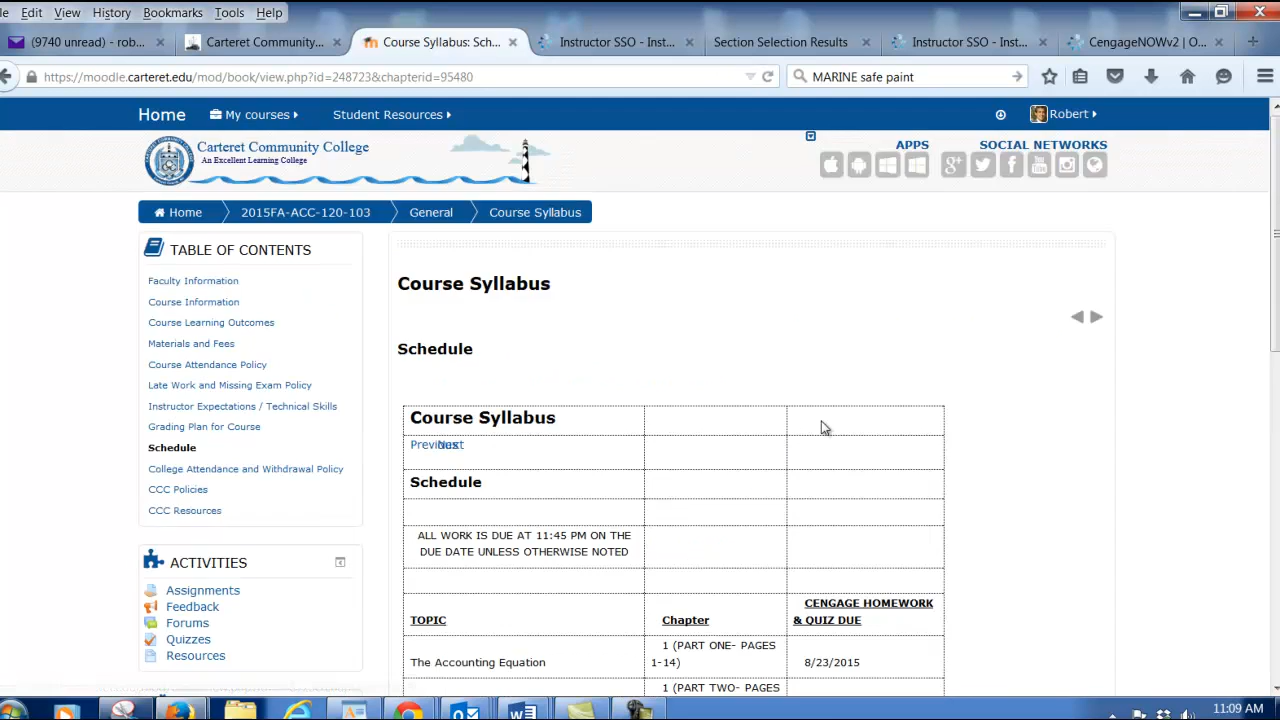 Edit View History Bookmarks Tools Help
(9740 unread) - rob...
Carteret Community...
Course Syllabus: Sch...
Instructor SSO - Inst...
Section Selection Results
Instructor SSO - Inst...
CengageNOWv2 | O...
https://moodle.carteret.edu/mod/book/view.php?id=248723&chapterid=95480
MARINE safe paint
Home
My courses
Student Resources
Robert
Carteret Community College
An Excellent Learning College
APPS
SOCIAL NETWORKS
Home
2015FA-ACC-120-103
General
Course Syllabus
TABLE OF CONTENTS
Faculty Information
Course Information
Course Learning Outcomes
Materials and Fees
Course Attendance Policy
Late Work and Missing Exam Policy
Instructor Expectations / Technical Skills
Grading Plan for Course
Schedule
College Attendance and Withdrawal Policy
CCC Policies
CCC Resources
ACTIVITIES
Assignments
Feedback
Forums
Quizzes
Resources
Course Syllabus
Schedule
Course Syllabus
Previous Next
Schedule
ALL WORK IS DUE AT 11:45 PM ON THE
DUE DATE UNLESS OTHERWISE NOTED
TOPIC
Chapter
CENGAGE HOMEWORK
& QUIZ DUE
The Accounting Equation
1 (PART ONE- PAGES
1-14)
8/23/2015
1 (PART TWO- PAGES
11:09 AM